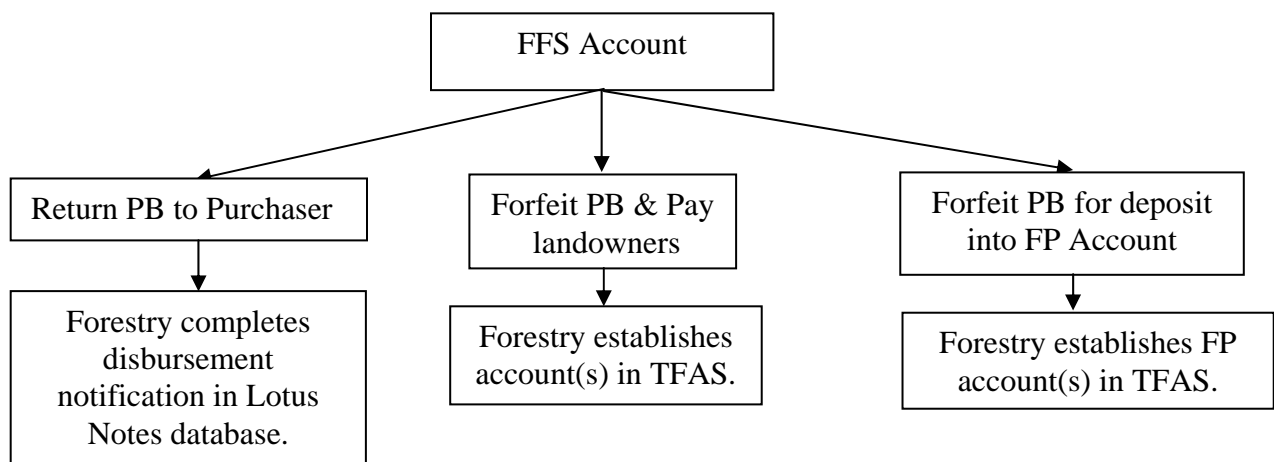 FFS Account
Return PB to Purchaser
Forfeit PB & Pay
landowners
Forfeit PB for deposit
into FP Account
Forestry completes
disbursement
notification in Lotus
Notes database.
Forestry establishes
account(s) in TFAS.
Forestry establishes FP
account(s) in TFAS.